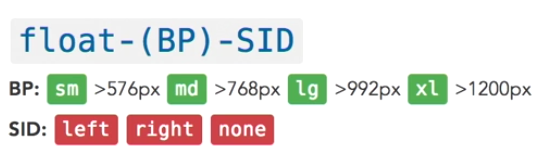 float-(BP)-SID
BP: sm >576px md >768px lg >992px xl >1200px
SID: left right none